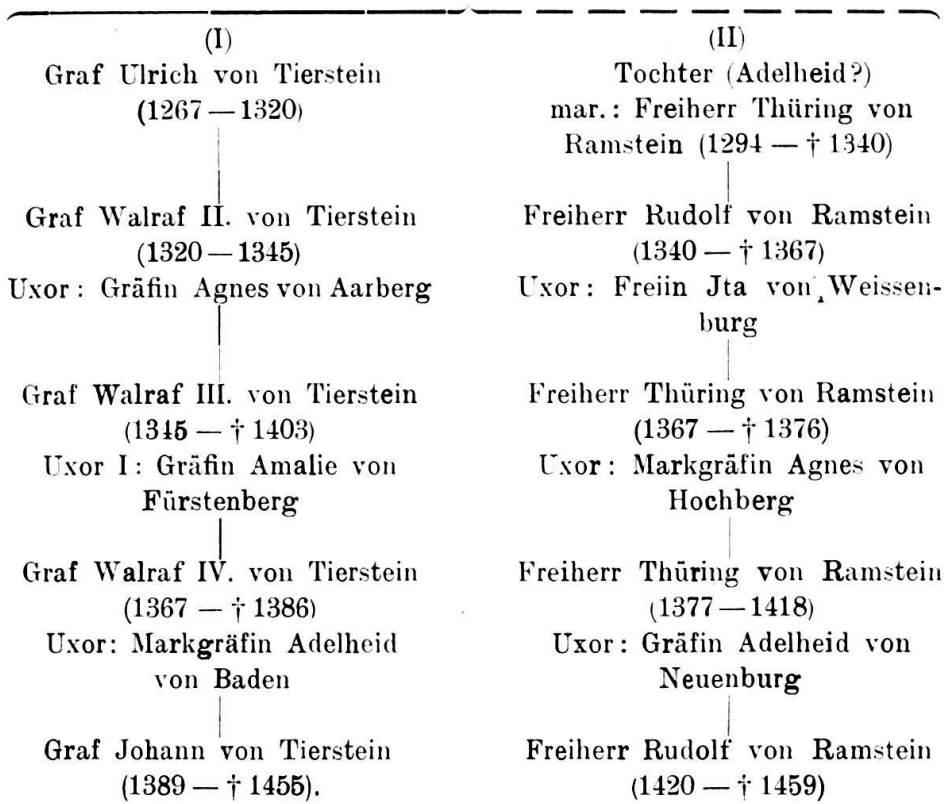 (I)
Graf Ulrich von Tierstein
(1267 — 1320)
Graf Walraf II. von Tierstein
(1320 — 1345)
Uxor: Gräfin Agnes von Aarberg
Graf Walraf III. von Tierstein
(1345 — † 1403)
Uxor I: Gräfin Amalie von
Fürstenberg
Graf Walraf IV. von Tierstein
(1367 — † 1386)
Uxor: Markgräfin Adelheid
von Baden
Graf Johann von Tierstein
(1389 — † 1455).
(II)
Tochter (Adelheid?)
mar.: Freiherr Thüring von
Ramstein (1294 — † 1340)
Freiherr Rudolf von Ramstein
(1340 — † 1367)
Uxor: Freiin Jta von Weissen-
burg
Freiherr Thüring von Ramstein
(1367 — † 1376)
Uxor: Markgräfin Agnes von
Hochberg
Freiherr Thüring von Ramstein
(1377 — 1418)
Uxor: Gräfin Adelheid von
Neuenburg
Freiherr Rudolf von Ramstein
(1420 — † 1459)